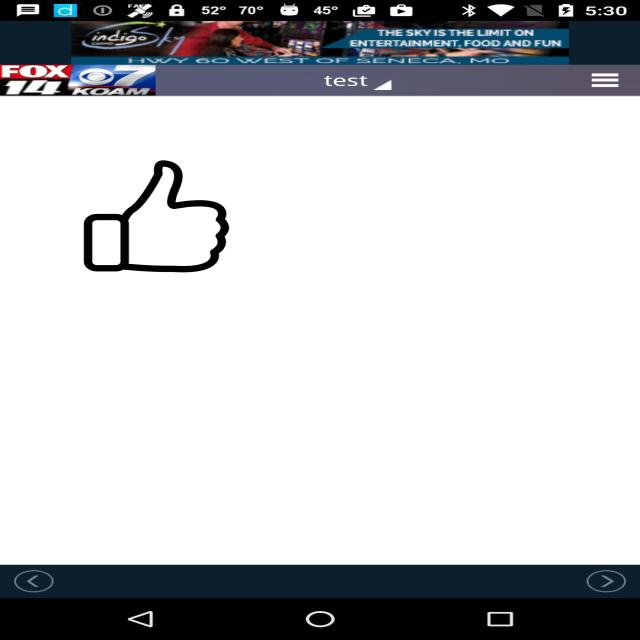 52° 70° 45° 5:30
indigo Sky
THE SKY IS THE LIMIT ON
ENTERTAINMENT, FOOD AND FUN
HWY 60 WEST OF SENECA, MO
FOX 14
7 KOAM
test